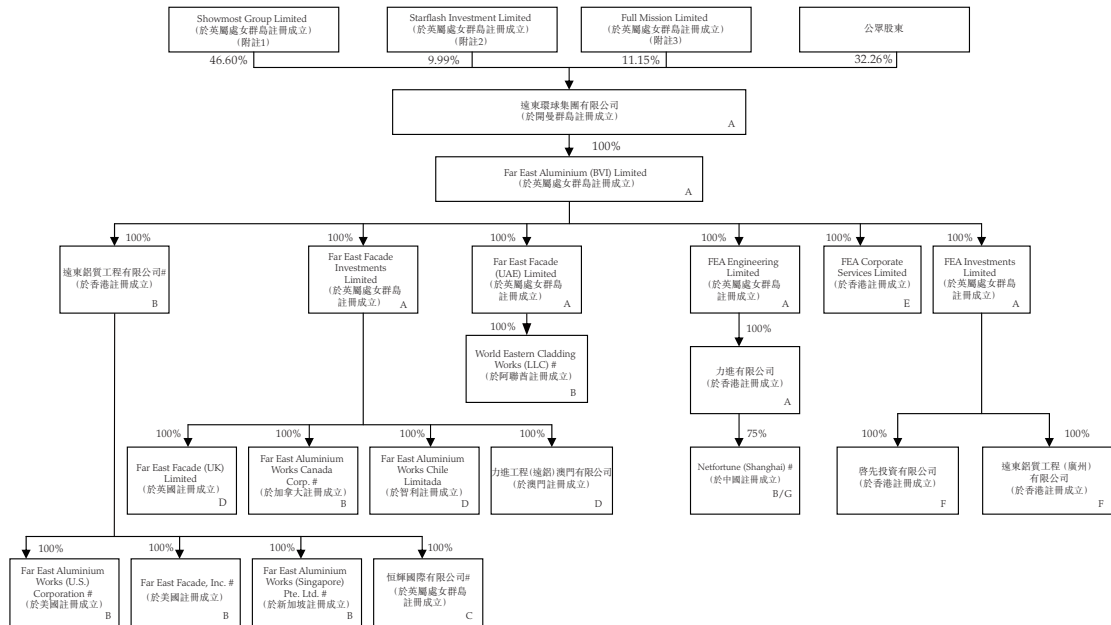 Showmost Group Limited
(於英屬處女群島註冊成立)
(附註1)
Starflash Investment Limited
(於英屬處女群島註冊成立)
(附註2)
Full Mission Limited
(於英屬處女群島註冊成立)
(附註3)
公眾股東
46.60%
9.99%
11.15%
32.26%
遠東環球集團有限公司
(於開曼群島註冊成立)
A
100%
Far East Aluminium (BVI) Limited
(於英屬處女群島註冊成立)
A
100%
100%
100%
100%
100%
100%
遠東鋁質工程有限公司#
(於香港註冊成立)
B
Far East Facade
Investments
Limited
(於英屬處女群島
註冊成立)
A
Far East Facade
(UAE) Limited
(於英屬處女群島
註冊成立)
A
FEA Engineering
Limited
(於英屬處女群島
註冊成立)
A
FEA Corporate
Services Limited
(於香港註冊成立)
E
FEA Investments
Limited
(於英屬處女群島
註冊成立)
A
100%
World Eastern Cladding
Works (LLC) #
(於阿聯酋註冊成立)
B
100%
力進有限公司
(於香港註冊成立)
A
100%
100%
100%
100%
75%
100%
100%
Far East Facade (UK)
Limited
(於英國註冊成立)
D
Far East Aluminium
Works Canada
Corp. #
(於加拿大註冊成立)
B
Far East Aluminium
Works Chile
Limitada
(於智利註冊成立)
D
力進工程(遠鋁)澳門有限公司
(於澳門註冊成立)
D
Netfortune (Shanghai) #
(於中國註冊成立)
B/G
啓先投資有限公司
(於香港註冊成立)
F
遠東鋁質工程(廣州)
有限公司
(於香港註冊成立)
F
100%
100%
100%
100%
Far East Aluminium
Works (U.S.)
Corporation #
(於美國註冊成立)
B
Far East Facade, Inc. #
(於美國註冊成立)
B
Far East Aluminium
Works (Singapore)
Pte. Ltd. #
(於新加坡註冊成立)
B
恒輝國際有限公司#
(於英屬處女群島
註冊成立)
C